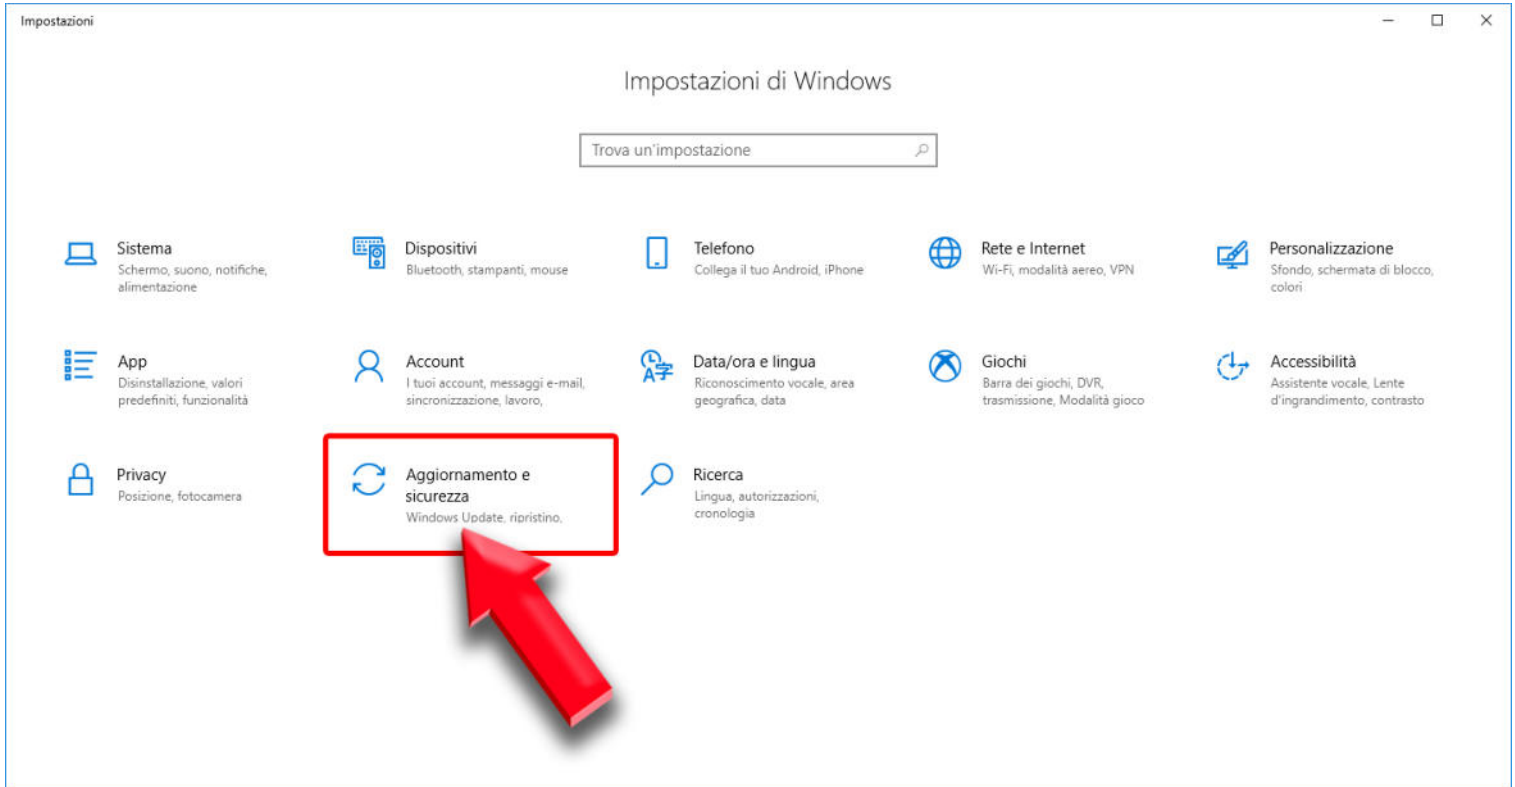 Impostazioni
Impostazioni di Windows
Trova un'impostazione
Sistema
Schermo, suono, notifiche,
alimentazione
Dispositivi
Bluetooth, stampanti, mouse
Telefono
Collega il tuo Android, iPhone
Rete e Internet
Wi-Fi, modalità aereo, VPN
Personalizzazione
Sfondo, schermata di blocco,
colori
App
Disinstallazione, valori
predefiniti, funzionalità
Account
I tuoi account, messaggi e-mail,
sincronizzazione, lavoro,
Data/ora e lingua
Riconoscimento vocale, area
geografica, data
Giochi
Barra dei giochi, DVR,
trasmissione, Modalità gioco
Accessibilità
Assistente vocale, Lente
d'ingrandimento, contrasto
Privacy
Posizione, fotocamera
Aggiornamento e
sicurezza
Windows Update, ripristino,
Ricerca
Lingua, autorizzazioni,
cronologia